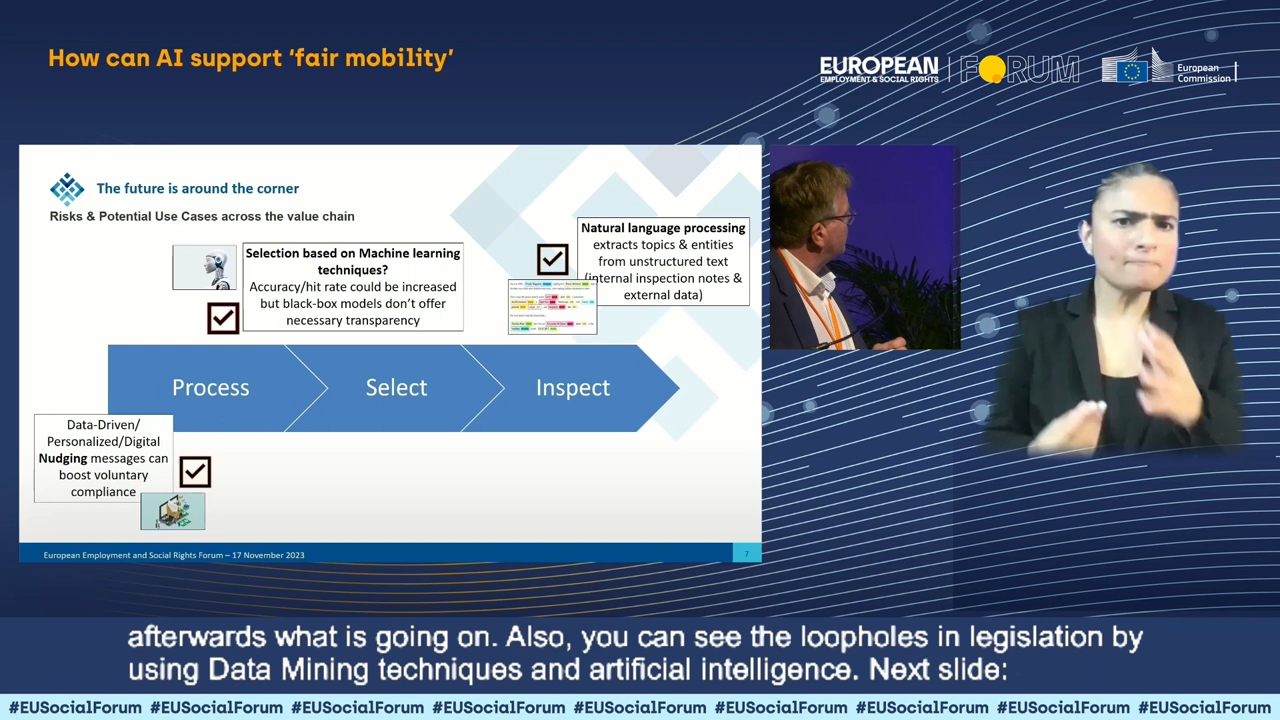 How can AI support ‘fair mobility’
EUROPEAN
EMPLOYMENT & SOCIAL RIGHTS
FORUM
European
Commission
The future is around the corner
Risks & Potential Use Cases across the value chain
Selection based on Machine learning
techniques?
Accuracy/hit rate could be increased
but black-box models don’t offer
necessary transparency
Natural language processing
extracts topics & entities
from unstructured text
(internal inspection notes &
external data)
Process
Select
Inspect
Data-Driven/
Personalized/Digital
Nudging messages can
boost voluntary
compliance
European Employment and Social Rights Forum – 17 November 2023
7
afterwards what is going on. Also, you can see the loopholes in legislation by
using Data Mining techniques and artificial intelligence. Next slide:
#EUSocialForum #EUSocialForum #EUSocialForum #EUSocialForum #EUSocialForum #EUSocialForum #EUSocialForum #EUSocialForum #EUSocialForum